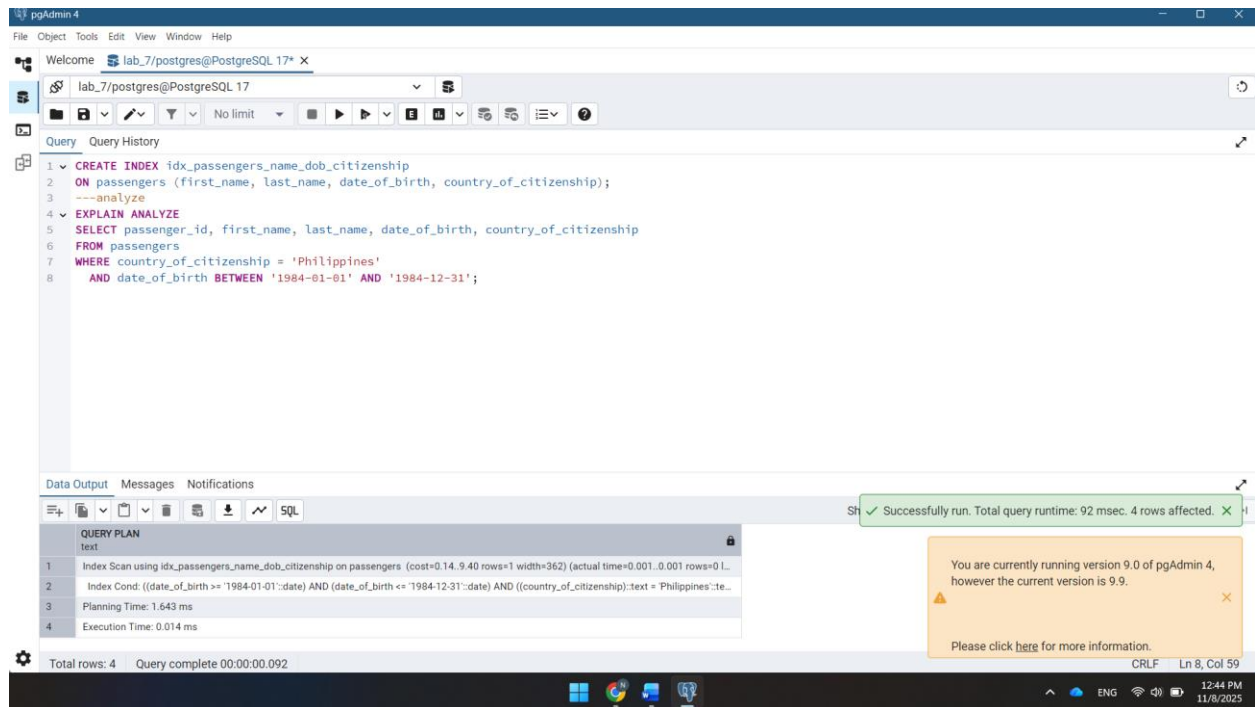 pgAdmin 4
File Object Tools Edit View Window Help
Welcome lab_7/postgres@PostgreSQL 17* X
lab_7/postgres@PostgreSQL 17
No limit
Query Query History
1 CREATE INDEX idx_passengers_name_dob_citizenship
2 ON passengers (first_name, last_name, date_of_birth, country_of_citizenship);
3 ---analyze
4 EXPLAIN ANALYZE
5 SELECT passenger_id, first_name, last_name, date_of_birth, country_of_citizenship
6 FROM passengers
7 WHERE country_of_citizenship = 'Philippines'
8 AND date_of_birth BETWEEN '1984-01-01' AND '1984-12-31';
Data Output Messages Notifications
SQL
Sh
Successfully run. Total query runtime: 92 msec. 4 rows affected.
QUERY PLAN
text
1 Index Scan using idx_passengers_name_dob_citizenship on passengers (cost=0.14..9.40 rows=1 width=362) (actual time=0.001..0.001 rows=0 l...
2 Index Cond: ((date_of_birth >= '1984-01-01'::date) AND (date_of_birth <= '1984-12-31'::date) AND ((country_of_citizenship)::text = 'Philippines'::te...
3 Planning Time: 1.643 ms
4 Execution Time: 0.014 ms
You are currently running version 9.0 of pgAdmin 4,
however the current version is 9.9.
Please click here for more information.
Total rows: 4 Query complete 00:00:00.092
CRLF Ln 8, Col 59
ENG
12:44 PM
11/8/2025